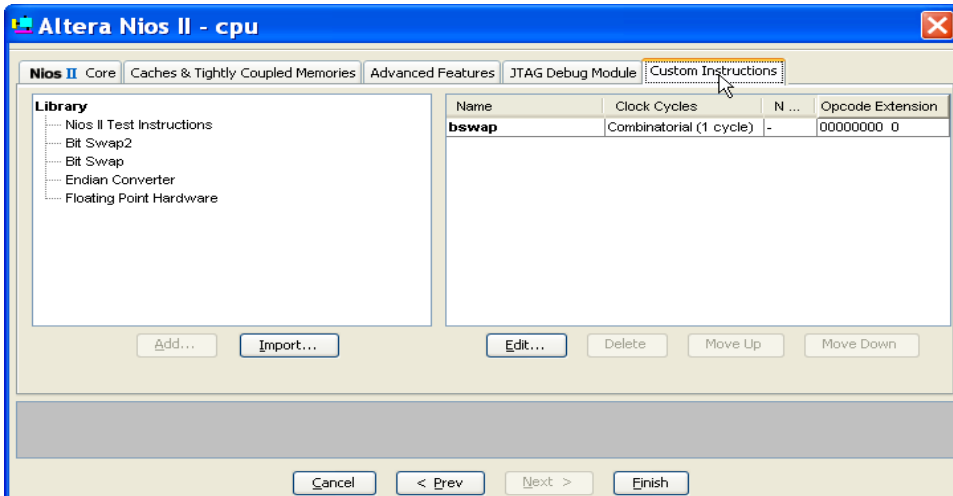 Altera Nios II - cpu
Nios II Core Caches & Tightly Coupled Memories Advanced Features JTAG Debug Module Custom Instructions
Library
Nios II Test Instructions
Bit Swap2
Bit Swap
Endian Converter
Floating Point Hardware
Name Clock Cycles N ... Opcode Extension
bswap Combinatorial (1 cycle) - 00000000 0
Add... Import... Edit... Delete Move Up Move Down
Cancel < Prev Next > Finish